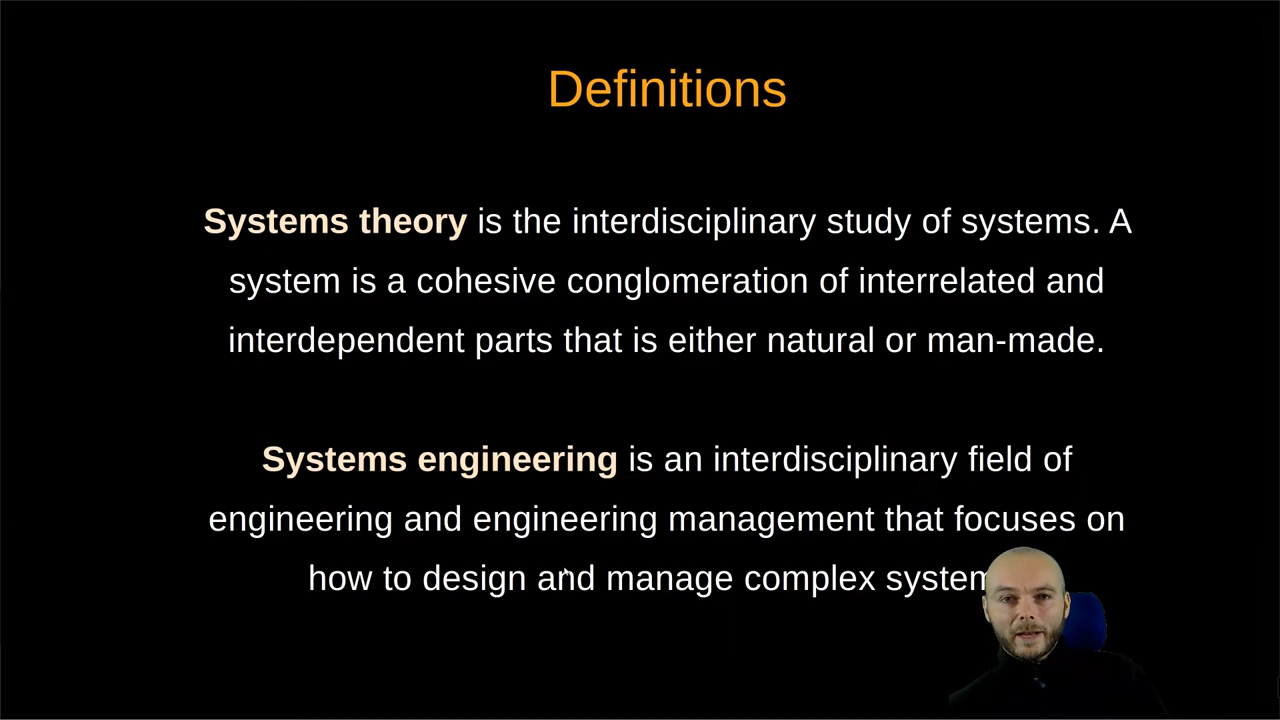 Definitions
Systems theory is the interdisciplinary study of systems. A
system is a cohesive conglomeration of interrelated and
interdependent parts that is either natural or man-made.
Systems engineering is an interdisciplinary field of
engineering and engineering management that focuses on
how to design and manage complex system